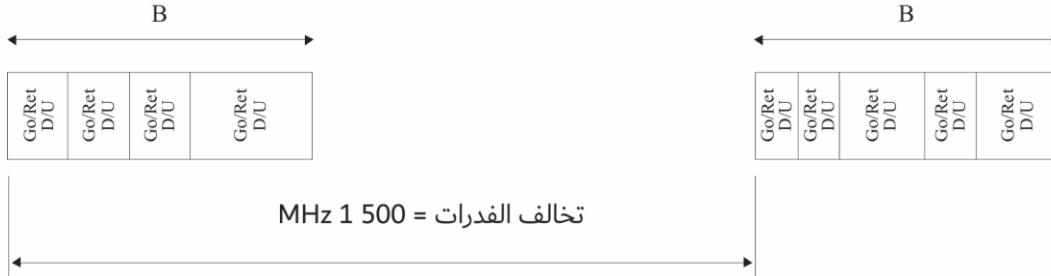 B
B
Go/Ret
D/U
Go/Ret
D/U
Go/Ret
D/U
Go/Ret
D/U
Go/Ret
D/U
Go/Ret
D/U
Go/Ret
D/U
Go/Ret
D/U
Go/Ret
D/U
تخالف الفدرات = MHz 1 500